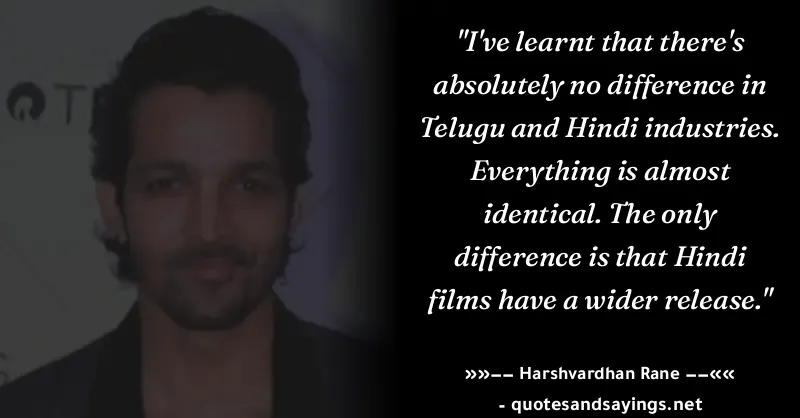 "I've learnt that there's
absolutely no difference in
Telugu and Hindi industries.
Everything is almost
identical. The only
difference is that Hindi
films have a wider release."
»»−− Harshvardhan Rane −−««
- quotesandsayings.net